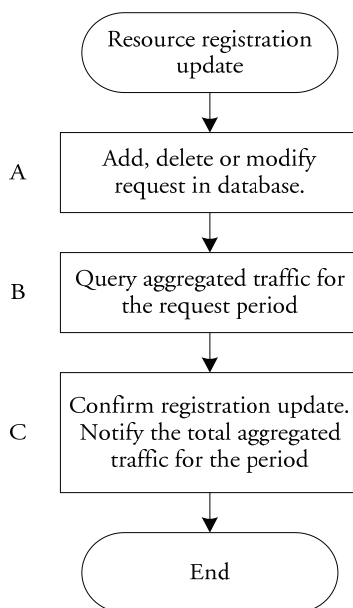 Resource registration
update
A
Add, delete or modify
request in database.
B
Query aggregated traffic for
the request period
C
Confirm registration update.
Notify the total aggregated
traffic for the period
End